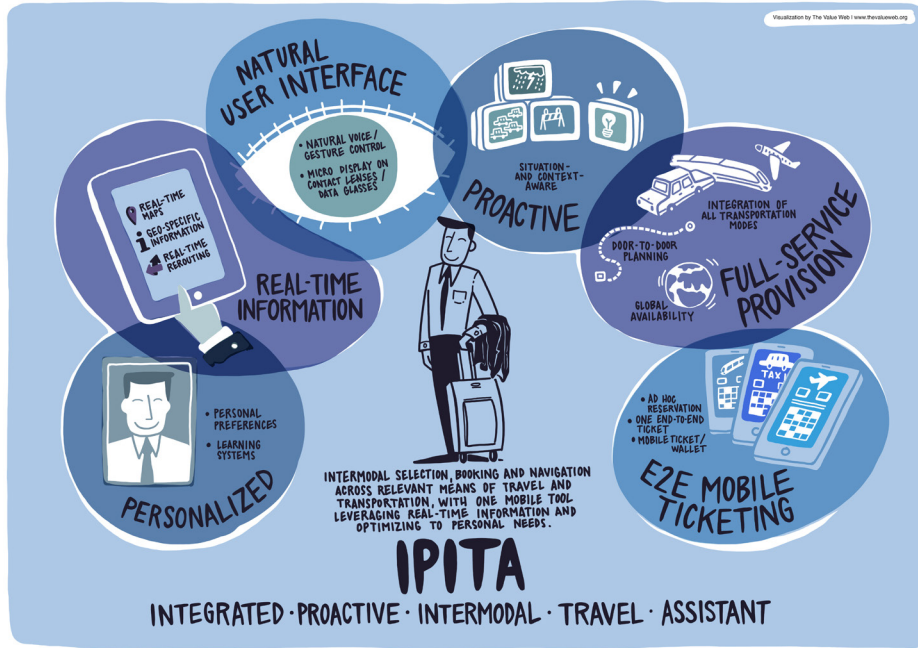 Visualization by The Value Web I www.thevalueweb.org
NATURAL
USER INTERFACE
• NATURAL VOICE/
GESTURE CONTROL
• MICRO DISPLAY ON
CONTACT LENSES /
DATA GLASSES
SITUATION-
AND CONTEXT-
AWARE
PROACTIVE
INTEGRATION OF
ALL TRANSPORTATION
MODES
DOOR-TO-DOOR
PLANNING
GLOBAL
AVAILABILITY
FULL-SERVICE
PROVISION
REAL-TIME
MAPS
i GEO-SPECIFIC
INFORMATION
REAL-TIME
REROUTING
REAL-TIME
INFORMATION
• PERSONAL
PREFERENCES
• LEARNING
SYSTEMS
PERSONALIZED
TAXI
• AD HOC
RESERVATION
• ONE END-TO-END
TICKET
• MOBILE TICKET/
WALLET
E2E MOBILE
TICKETING
INTERMODAL SELECTION, BOOKING AND NAVIGATION
ACROSS RELEVANT MEANS OF TRAVEL AND
TRANSPORTATION, WITH ONE MOBILE TOOL
LEVERAGING REAL-TIME INFORMATION AND
OPTIMIZING TO PERSONAL NEEDS.
IPITA
INTEGRATED · PROACTIVE · INTERMODAL · TRAVEL · ASSISTANT